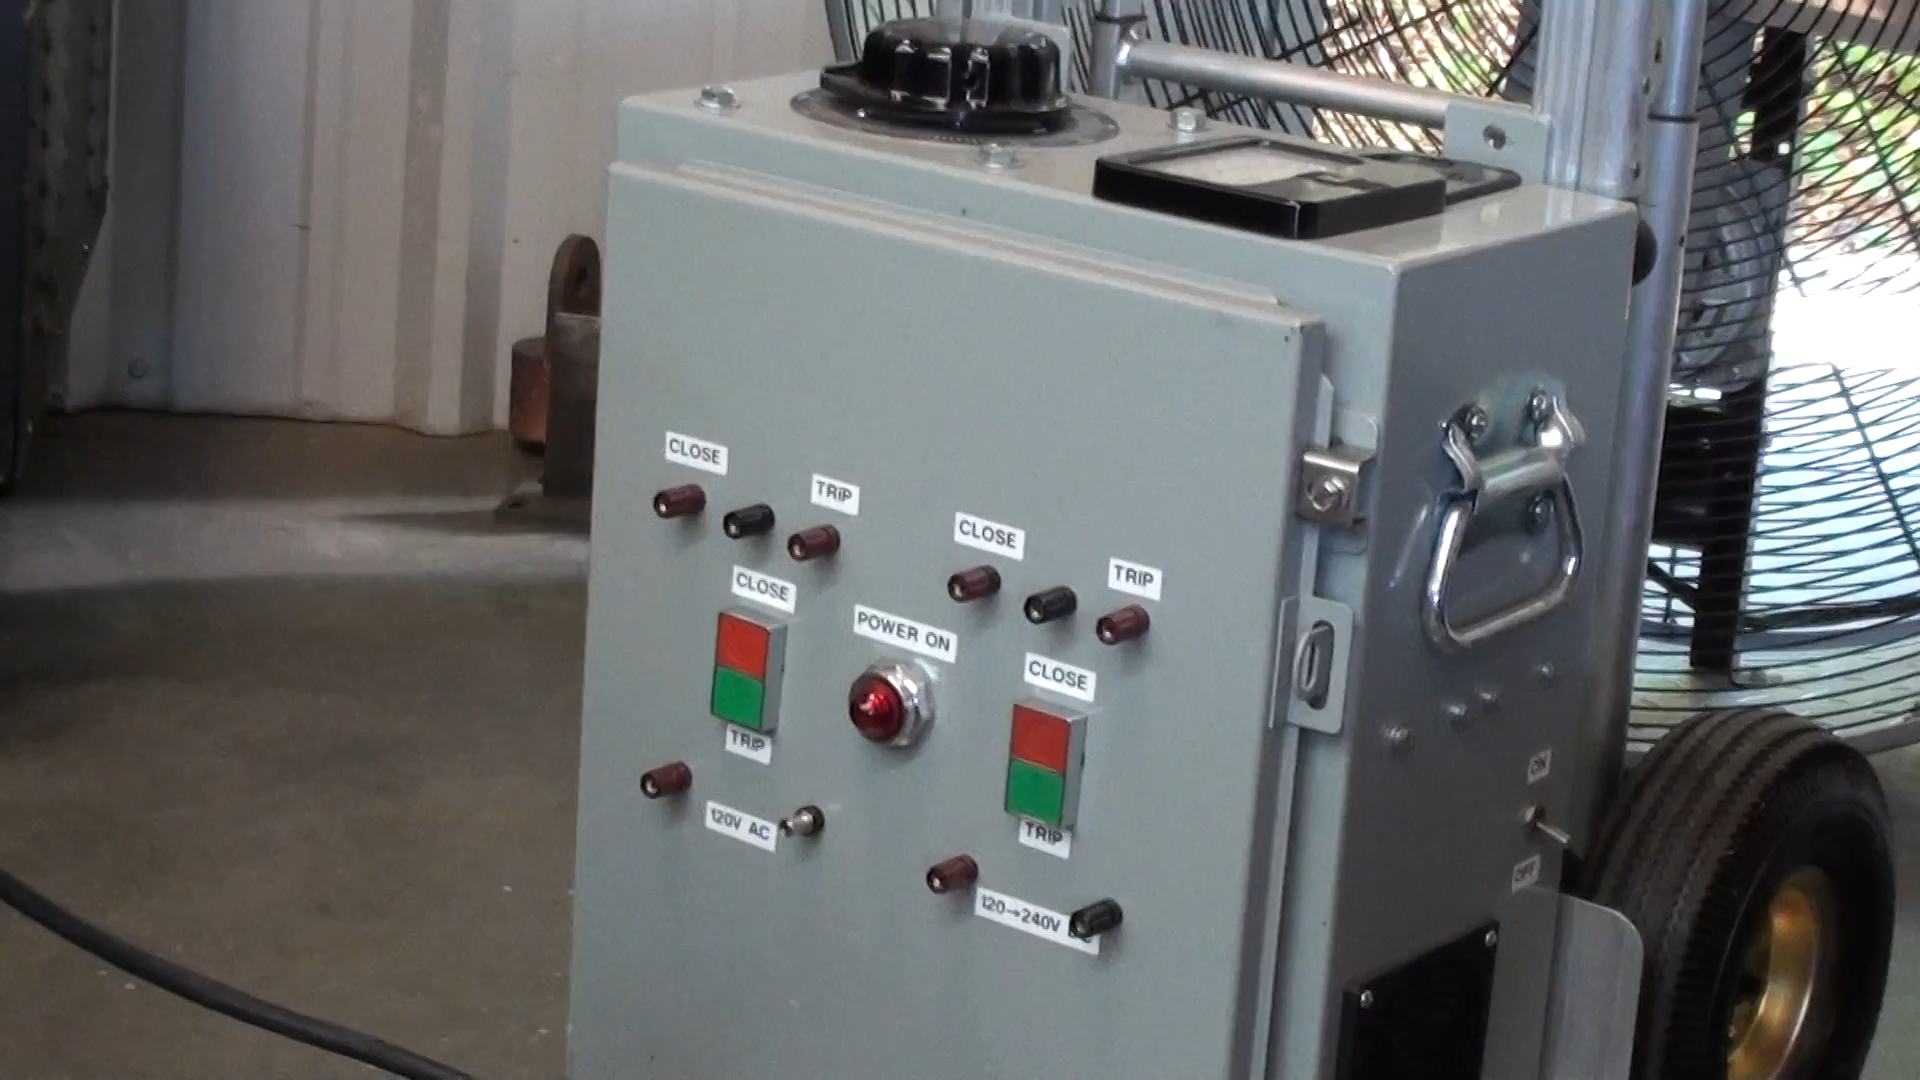 CLOSE
TRIP
CLOSE
TRIP
CLOSE
POWER ON
CLOSE
TRIP
120V AC
TRIP
120→240V
ON
OFF